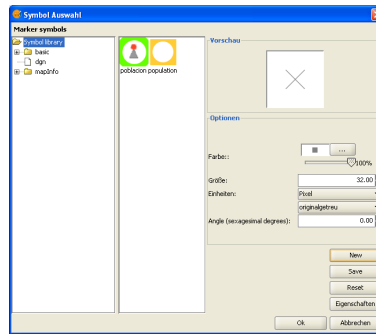 Symbol Auswahl
Marker symbols
Symbol library
basic
dgn
mapInfo
poblacion population
Vorschau
Optionen
Farbe::
...
100%
Größe:
32.00
Einheiten:
Pixel
originalgetreu
Angle (sexagesimal degrees):
0.00
New
Save
Reset
Eigenschaften
Ok
Abbrechen